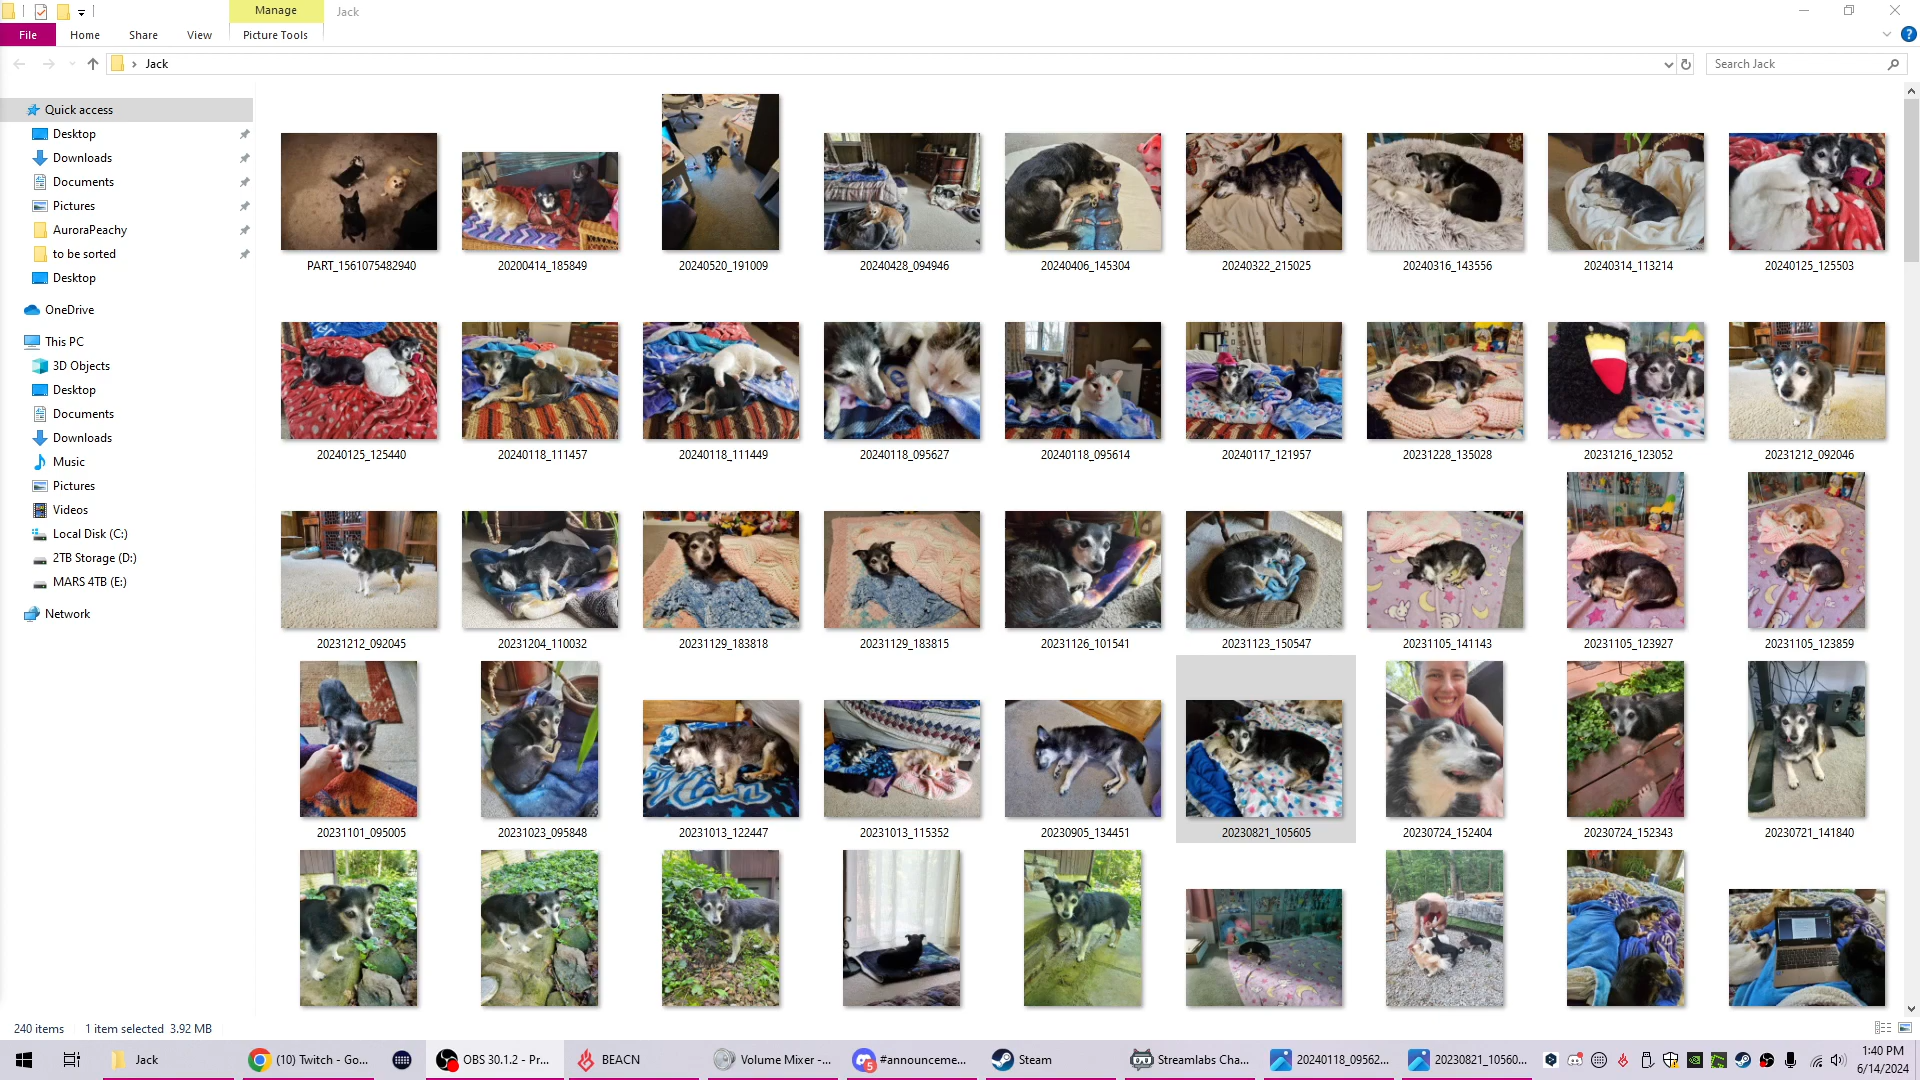 Manage
Jack
File
Home
Share
View
Picture Tools
Jack
Search Jack
Quick access
Desktop
Downloads
Documents
Pictures
AuroraPeachy
to be sorted
Desktop
OneDrive
This PC
3D Objects
Desktop
Documents
Downloads
Music
Pictures
Videos
Local Disk (C:)
2TB Storage (D:)
MARS 4TB (E:)
Network
PART_1561075482940
20200414_185849
20240520_191009
20240428_094946
20240406_145304
20240322_215025
20240316_143556
20240314_113214
20240125_125503
20240125_125440
20240118_111457
20240118_111449
20240118_095627
20240118_095614
20240117_121957
20231228_135028
20231216_123052
20231212_092046
20231212_092045
20231204_110032
20231129_183818
20231129_183815
20231126_101541
20231123_150547
20231105_141143
20231105_123927
20231105_123859
20231101_095005
20231023_095848
20231013_122447
20231013_115352
20230905_134451
20230821_105605
20230724_152404
20230724_152343
20230721_141840
240 items
1 item selected 3.92 MB
Jack
(10) Twitch - Go...
OBS 30.1.2 - Pr...
BEACN
Volume Mixer -...
5
#announceme...
Steam
Streamlabs Cha...
20240118_09562...
20230821_10560...
1:40 PM
6/14/2024